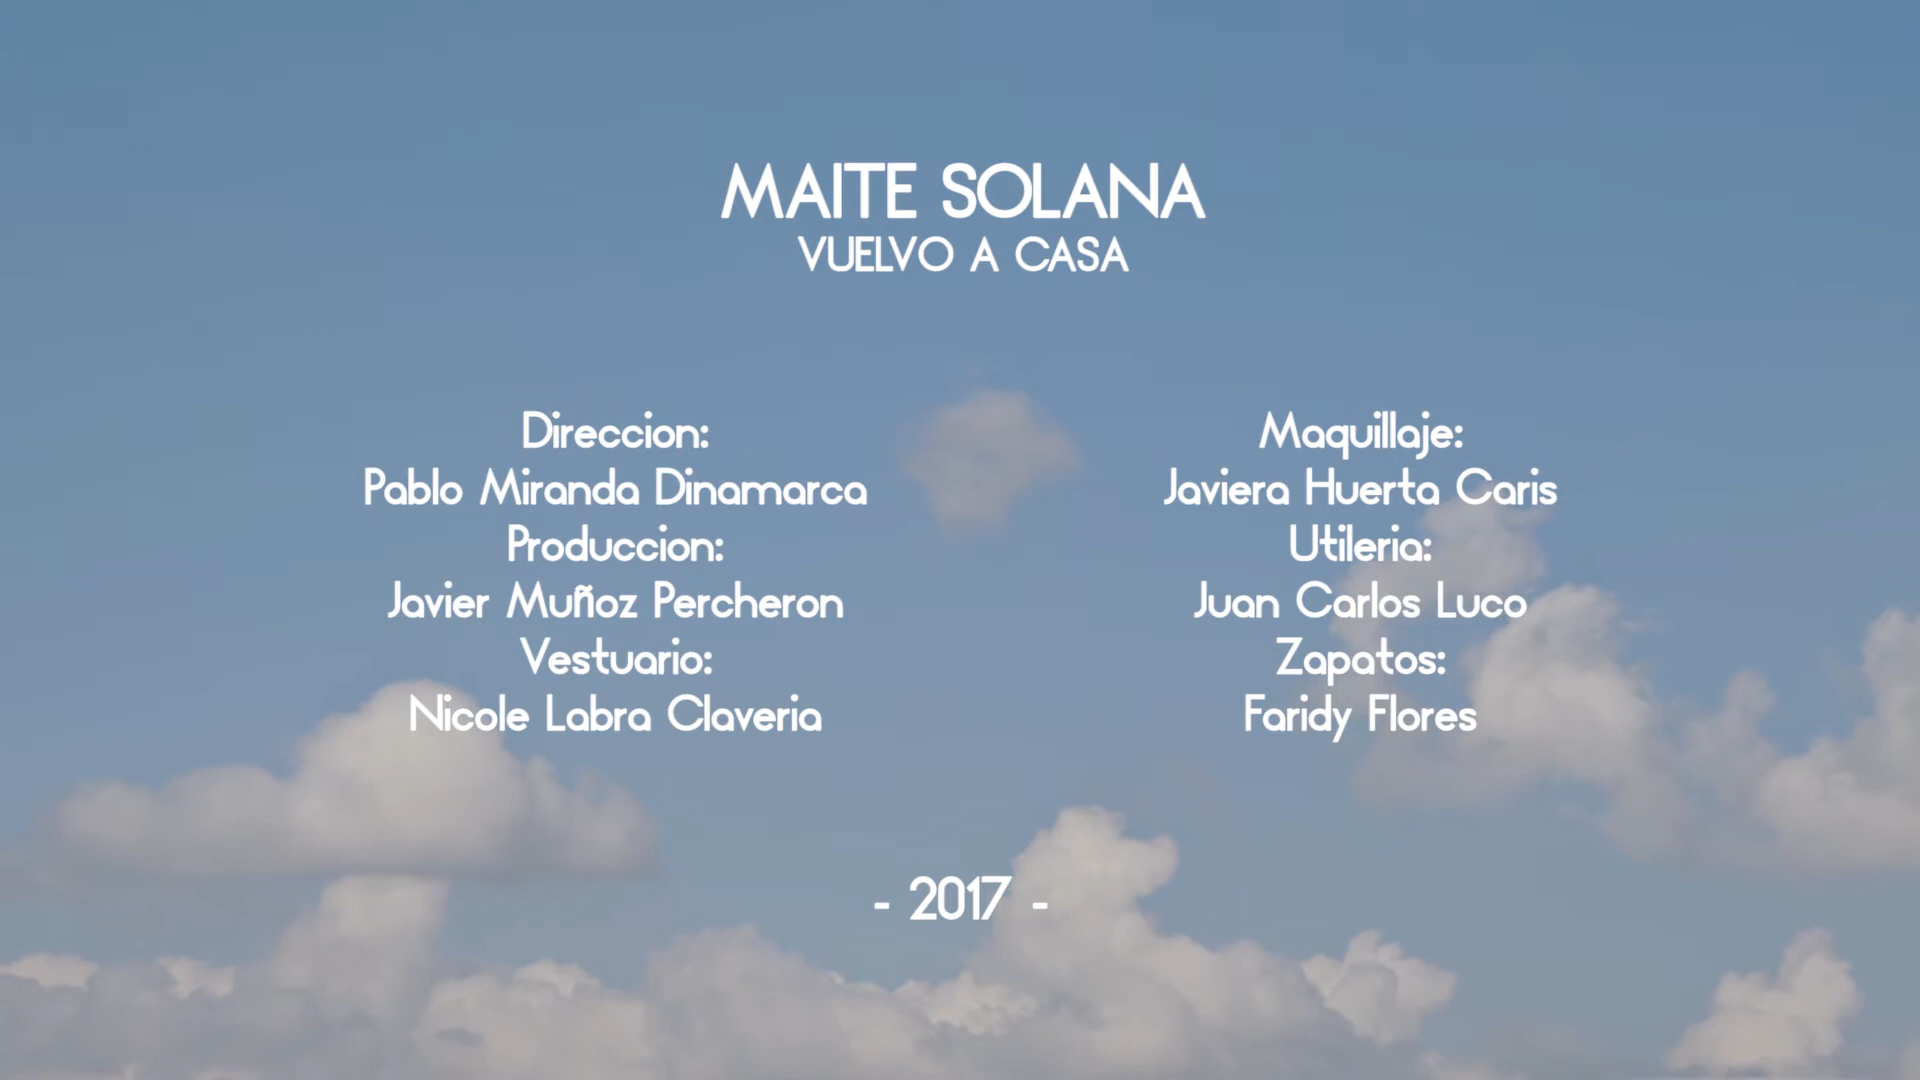 MAITE SOLANA
VUELVO A CASA
Direccion:
Pablo Miranda Dinamarca
Produccion:
Javier Muñoz Percheron
Vestuario:
Nicole Labra Claveria
Maquillaje:
Javiera Huerta Caris
Utileria:
Juan Carlos Luco
Zapatos:
Faridy Flores
- 2017 -